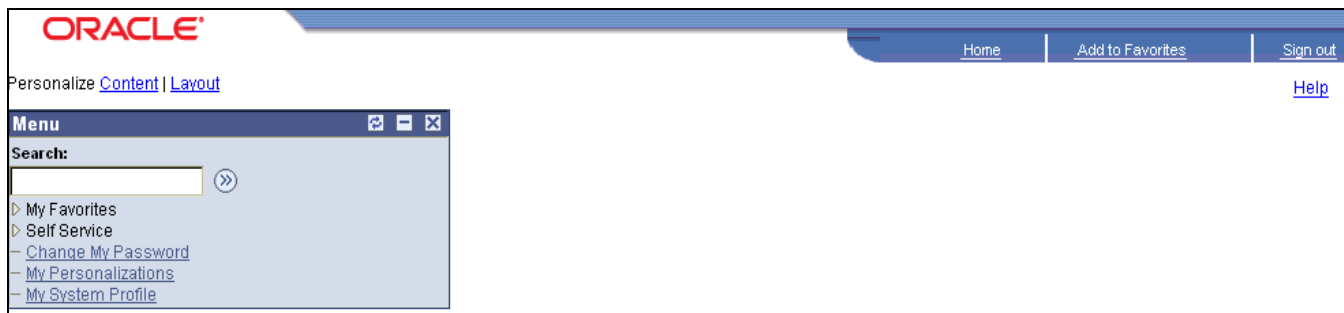 ORACLE
Home Add to Favorites Sign out
Personalize Content | Layout
Help
Menu
Search:
My Favorites
Self Service
Change My Password
My Personalizations
My System Profile